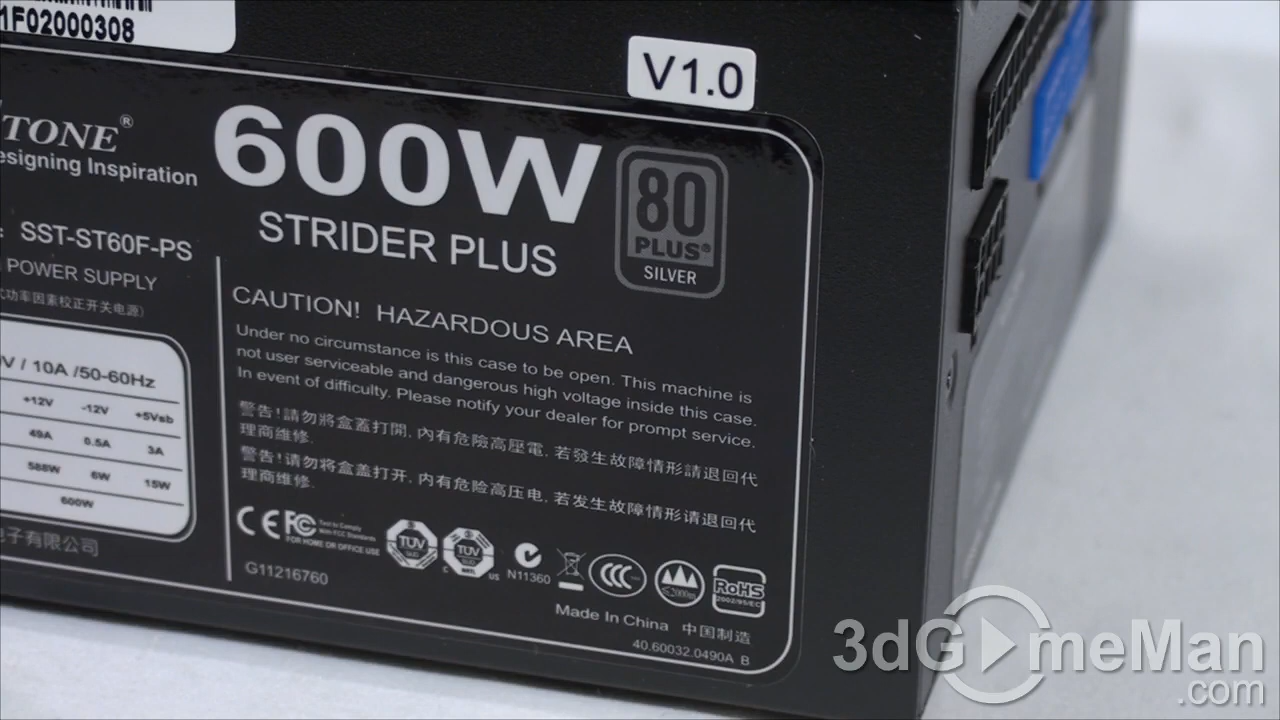 1F02000308
V1.0
TONE®
esigning Inspiration
600W
STRIDER PLUS
80
PLUS®
SILVER
: SST-ST60F-PS
POWER SUPPLY
功率因素校正开关电源)
V / 10A /50-60Hz
+12V -12V +5Vsb
49A 0.5A 3A
588W 6W 15W
600W
电子有限公司
CAUTION! HAZARDOUS AREA
Under no circumstance is this case to be open. This machine is
not user serviceable and dangerous high voltage inside this case.
In event of difficulty. Please notify your dealer for prompt service.
警告!請勿將盒蓋打開,內有危險高壓電,若發生故障情形請退回代
理商維修.
警告!请勿将盒盖打开,内有危险高压电,若发生故障情形请退回代
理商维修.
CE FC Tested to Comply
With FCC Standards
FOR HOME OR OFFICE USE
TUV
SUD
TUV
SUD
C US
N11360
CCC
≤2000m
RoHS
2002/95/EC
G11216760
Made In China 中国制造
40.60032.0490A B
3dGameMan
.com